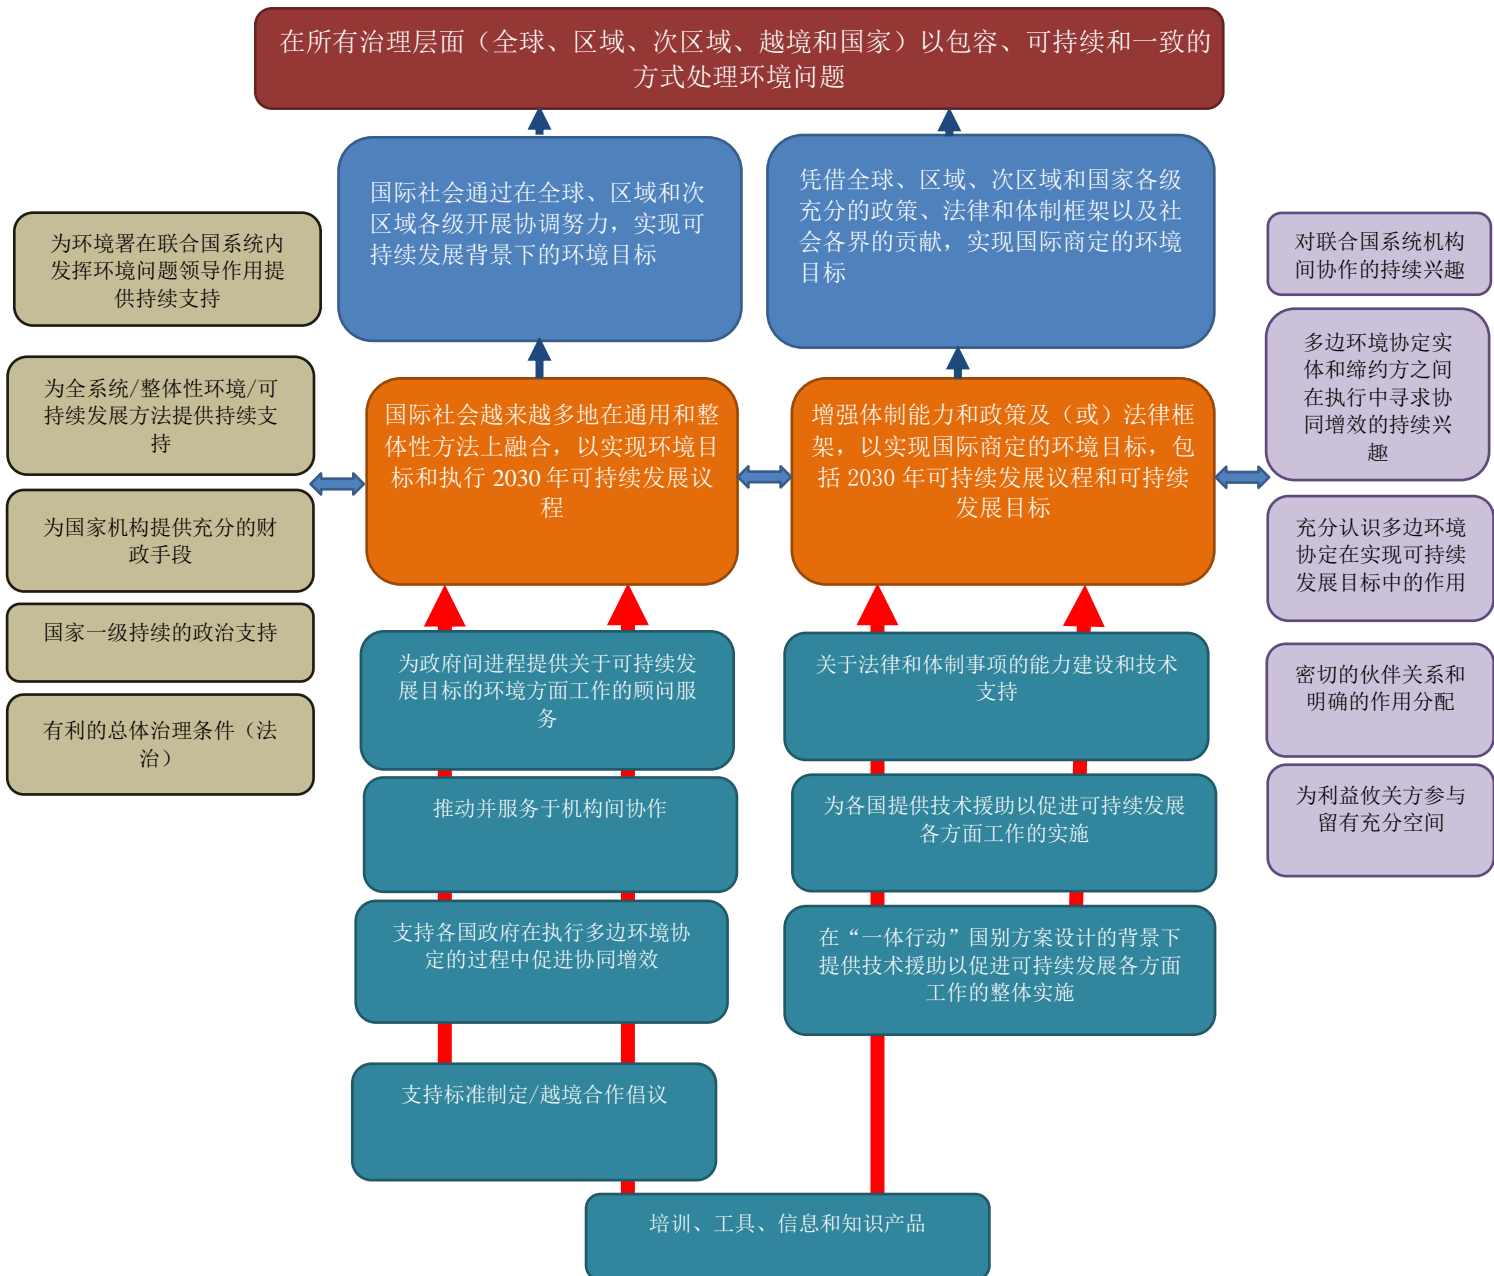 在所有治理层面（全球、区域、次区域、越境和国家）以包容、可持续和一致的
方式处理环境问题
国际社会通过在全球、区域和次
区域各级开展协调努力，实现可
持续发展背景下的环境目标
凭借全球、区域、次区域和国家各级
充分的政策、法律和体制框架以及社
会各界的贡献，实现国际商定的环境
目标
为环境署在联合国系统内
发挥环境问题领导作用提
供持续支持
为全系统/整体性环境/可
持续发展方法提供持续支
持
为国家机构提供充分的财
政手段
国家一级持续的政治支持
有利的总体治理条件（法
治）
国际社会越来越多地在通用和整
体性方法上融合，以实现环境目
标和执行 2030 年可持续发展议
程
增强体制能力和政策及（或）法律框
架，以实现国际商定的环境目标，包
括 2030 年可持续发展议程和可持续
发展目标
对联合国系统机构
间协作的持续兴趣
多边环境协定实
体和缔约方之间
在执行中寻求协
同增效的持续兴
趣
充分认识多边环境
协定在实现可持续
发展目标中的作用
密切的伙伴关系和
明确的作用分配
为利益攸关方参与
留有充分空间
为政府间进程提供关于可持续发
展目标的环境方面工作的顾问服
务
推动并服务于机构间协作
支持各国政府在执行多边环境协
定的过程中促进协同增效
支持标准制定/越境合作倡议
关于法律和体制事项的能力建设和技术
支持
为各国提供技术援助以促进可持续发展
各方面工作的实施
在“一体行动”国别方案设计的背景下
提供技术援助以促进可持续发展各方面
工作的整体实施
培训、工具、信息和知识产品